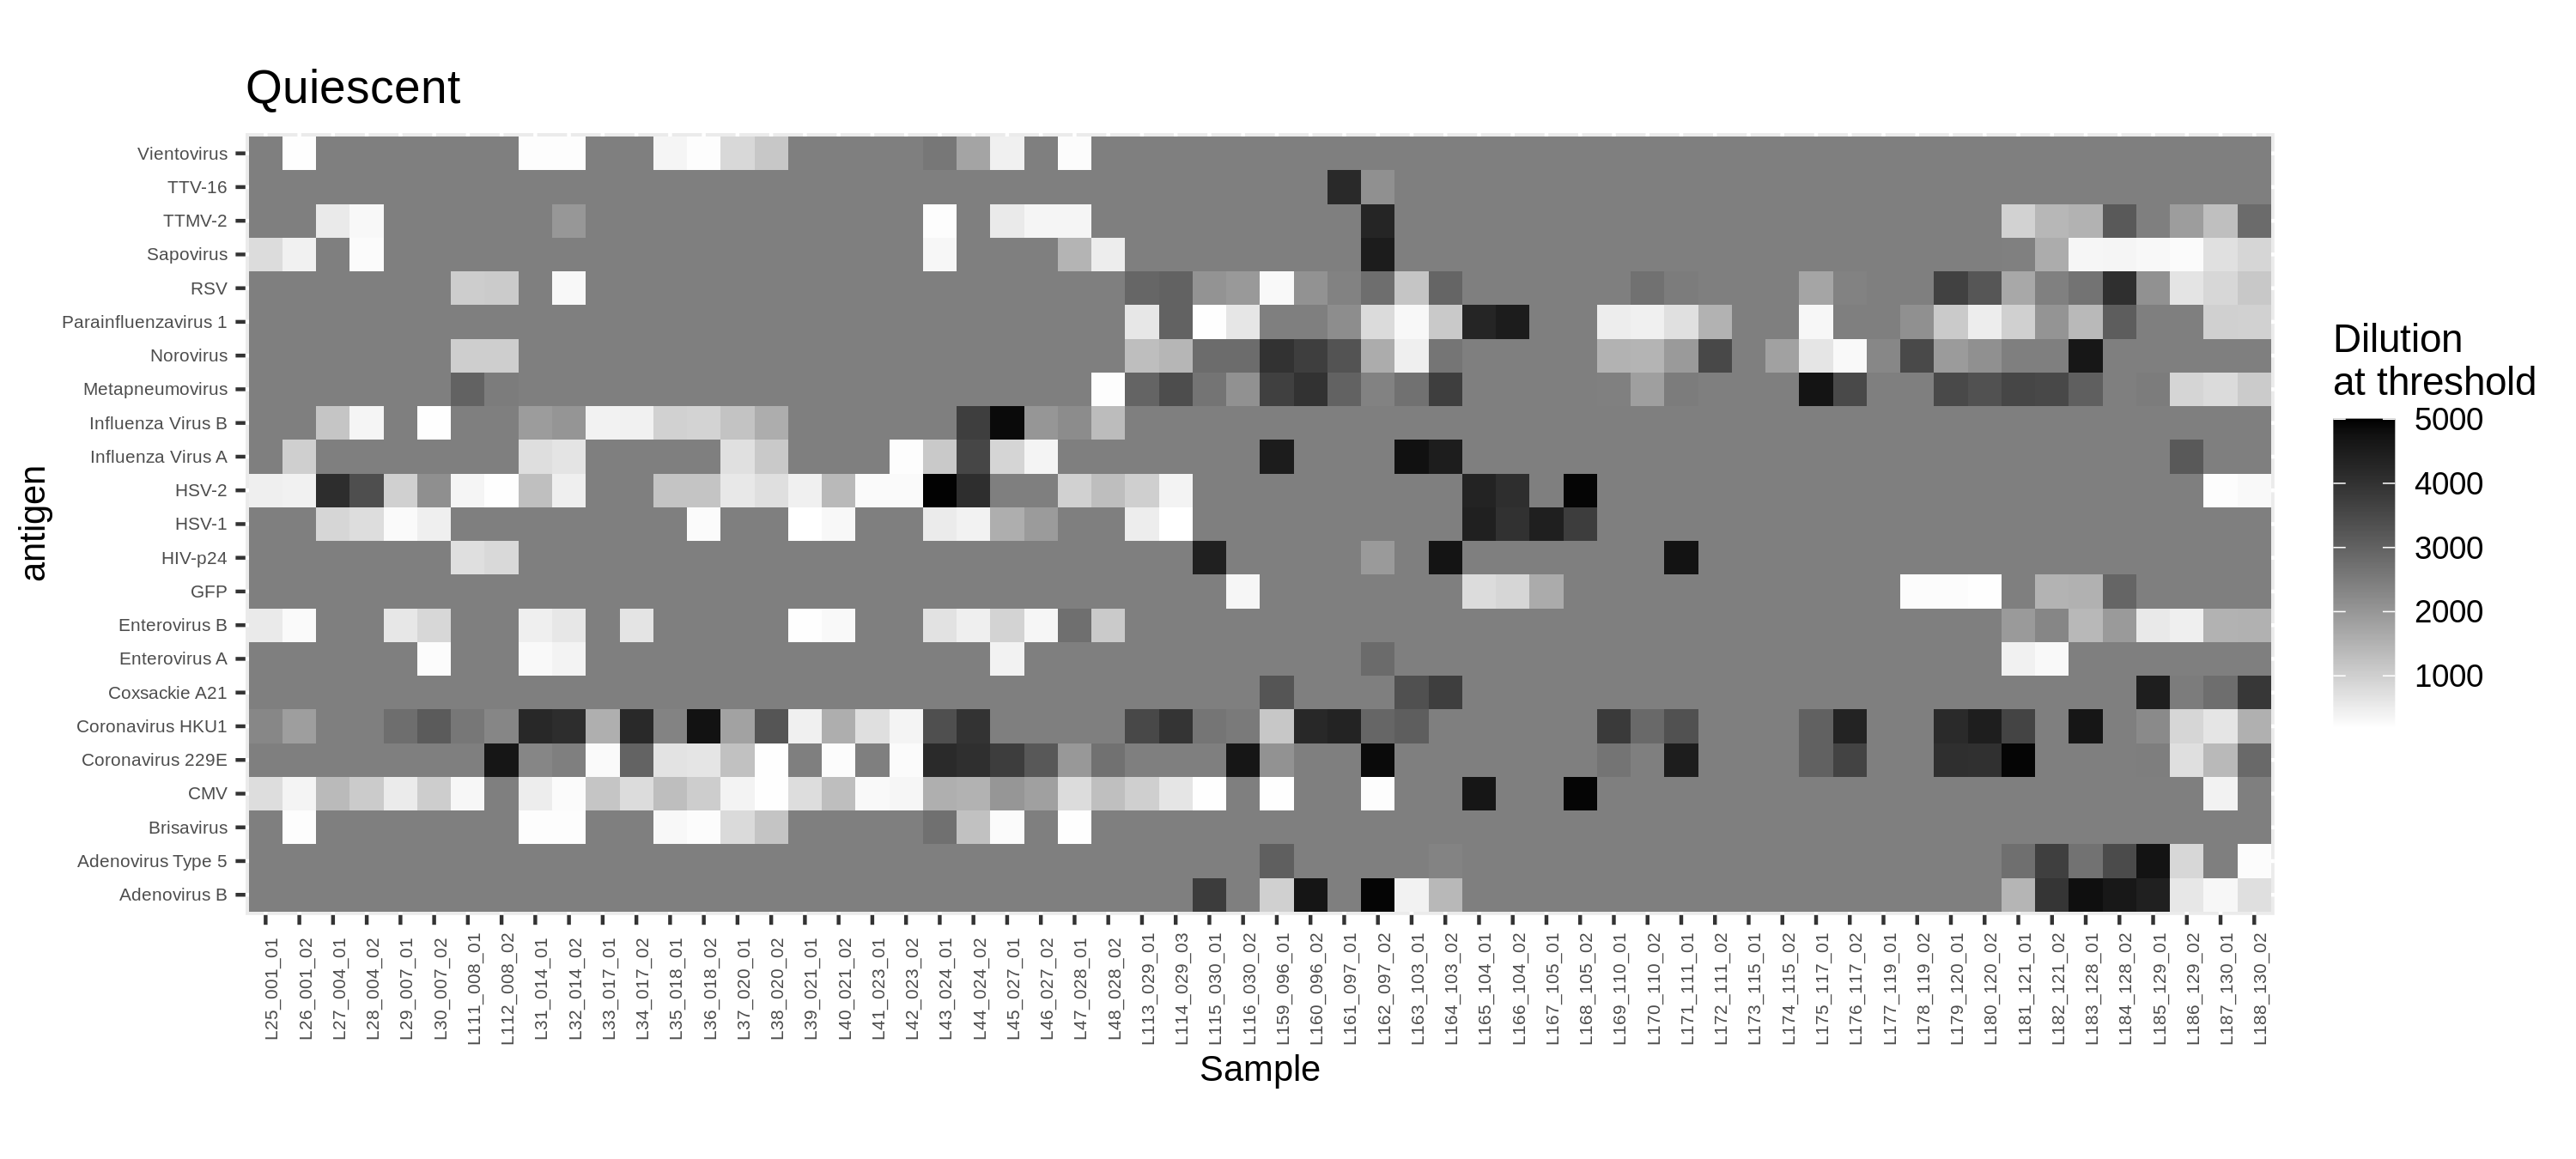 Quiescent
Vientovirus
TTV-16
TTMV-2
Sapovirus
RSV
Parainfluenzavirus 1
Norovirus
Metapneumovirus
Influenza Virus B
Influenza Virus A
HSV-2
HSV-1
HIV-p24
GFP
Enterovirus B
Enterovirus A
Coxsackie A21
Coronavirus HKU1
Coronavirus 229E
CMV
Brisavirus
Adenovirus Type 5
Adenovirus B
antigen
L25_001_01
L26_001_02
L27_004_01
L28_004_02
L29_007_01
L30_007_02
L111_008_01
L112_008_02
L31_014_01
L32_014_02
L33_017_01
L34_017_02
L35_018_01
L36_018_02
L37_020_01
L38_020_02
L39_021_01
L40_021_02
L41_023_01
L42_023_02
L43_024_01
L44_024_02
L45_027_01
L46_027_02
L47_028_01
L48_028_02
L113_029_01
L114_029_03
L115_030_01
L116_030_02
L159_096_01
L160_096_02
L161_097_01
L162_097_02
L163_103_01
L164_103_02
L165_104_01
L166_104_02
L167_105_01
L168_105_02
L169_110_01
L170_110_02
L171_111_01
L172_111_02
L173_115_01
L174_115_02
L175_117_01
L176_117_02
L177_119_01
L178_119_02
L179_120_01
L180_120_02
L181_121_01
L182_121_02
L183_128_01
L184_128_02
L185_129_01
L186_129_02
L187_130_01
L188_130_02
Sample
Dilution
at threshold
5000
4000
3000
2000
1000